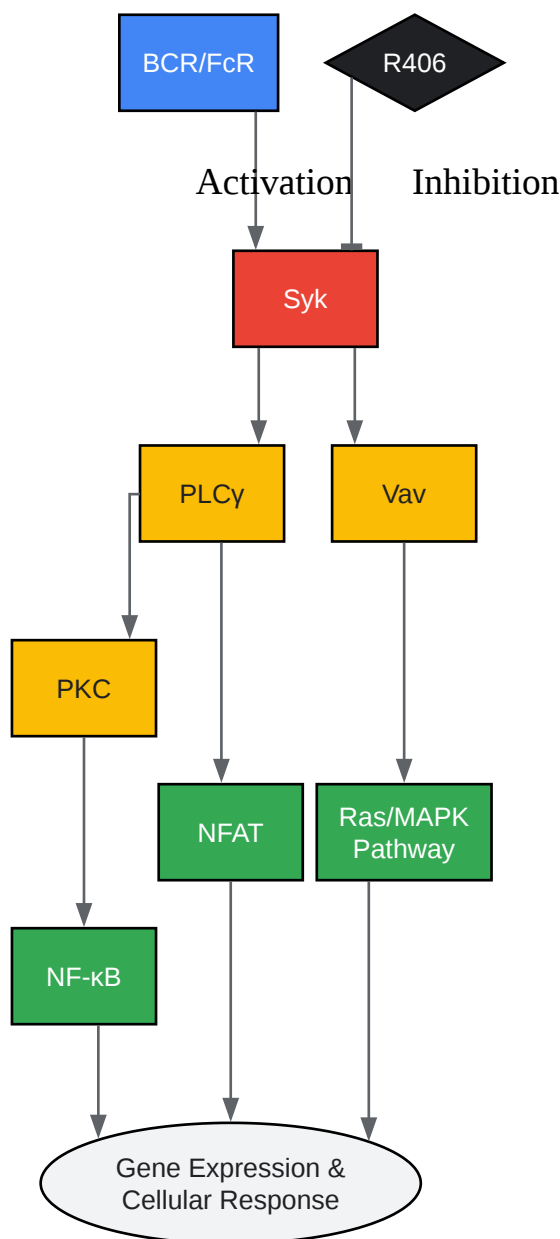 BCR/FcR
R406
Activation
Inhibition
Syk
PLCγ
Vav
PKC
NFAT
Ras/MAPK
Pathway
NF-κB
Gene Expression &
Cellular Response